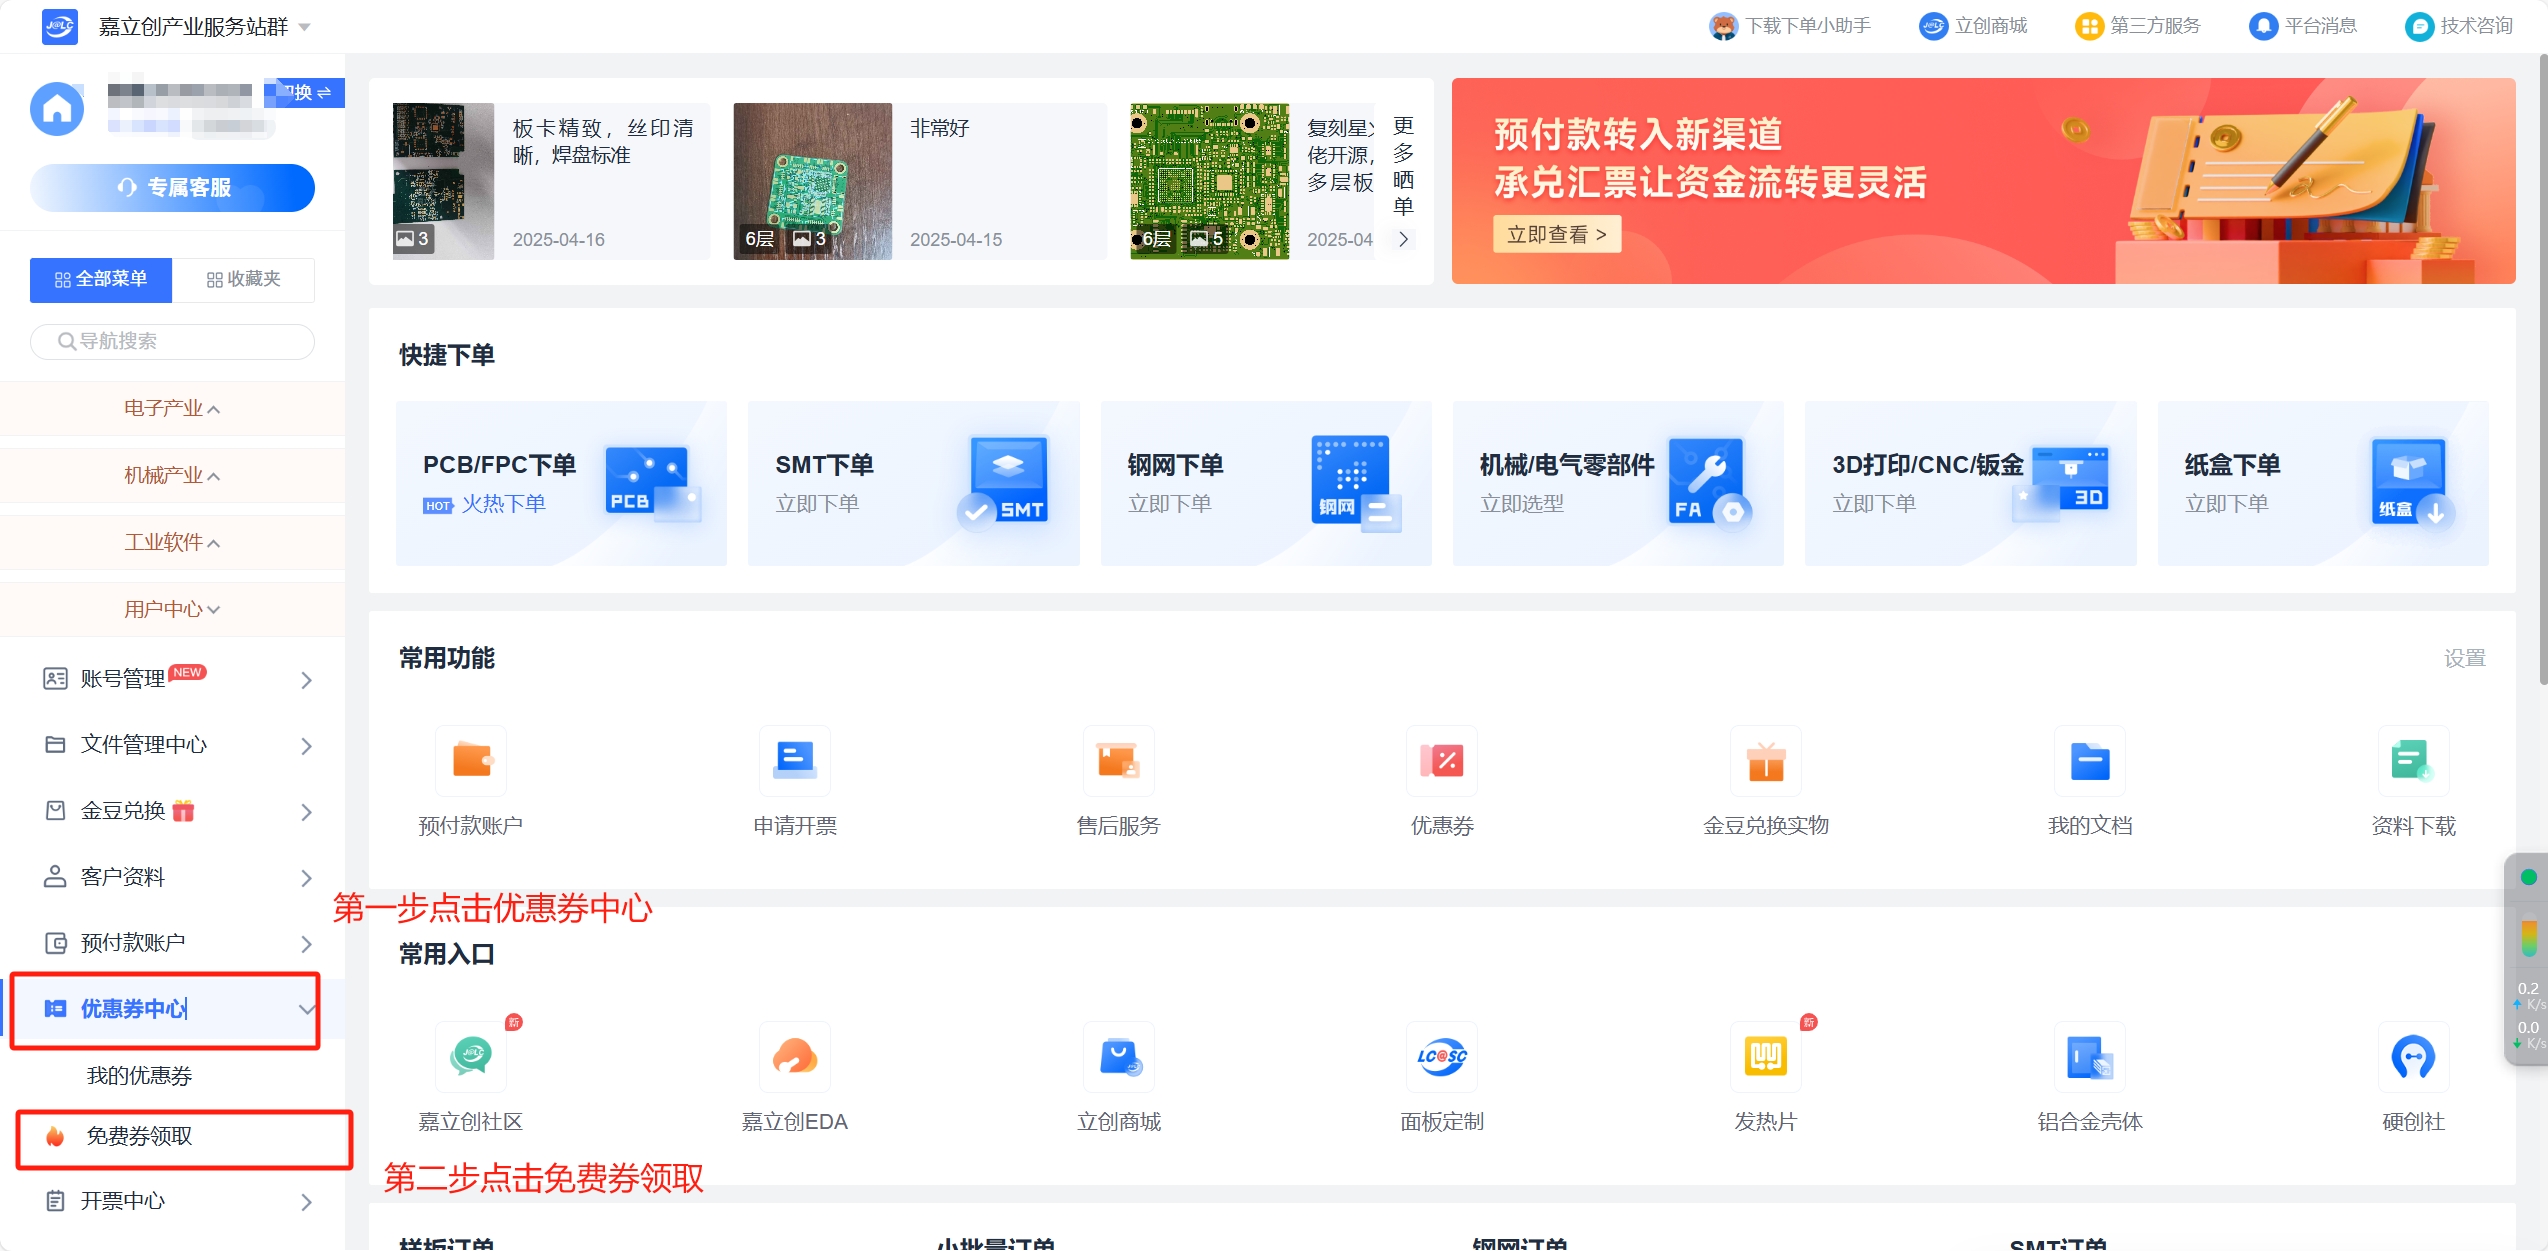 嘉立创产业服务站群
下载下单小助手
立创商城
第三方服务
平台消息
技术咨询
换
专属客服
全部菜单
收藏夹
导航搜索
电子产业
机械产业
工业软件
用户中心
账号管理 NEW
文件管理中心
金豆兑换
客户资料
预付款账户
优惠券中心
我的优惠券
免费券领取
开票中心
板卡精致，丝印清
晰，焊盘标准
3
2025-04-16
非常好
6层 3
2025-04-15
复刻星
佬开源，
多层板
6层 5
2025-04
更多晒单
预付款转入新渠道
承兑汇票让资金流转更灵活
立即查看 >
快捷下单
PCB/FPC下单
HOT 火热下单
PCB
SMT下单
立即下单
SMT
钢网下单
立即下单
钢网
机械/电气零部件
立即选型
FA
3D打印/CNC/钣金
立即下单
3D
纸盒下单
立即下单
纸盒
常用功能
设置
预付款账户
申请开票
售后服务
优惠券
金豆兑换实物
我的文档
资料下载
第一步点击优惠券中心
常用入口
新
新
嘉立创社区
嘉立创EDA
立创商城
面板定制
发热片
铝合金壳体
硬创社
第二步点击免费券领取
样板订单
小批量订单
钢网订单
SMT订单
0.2
K/s
0.0
K/s